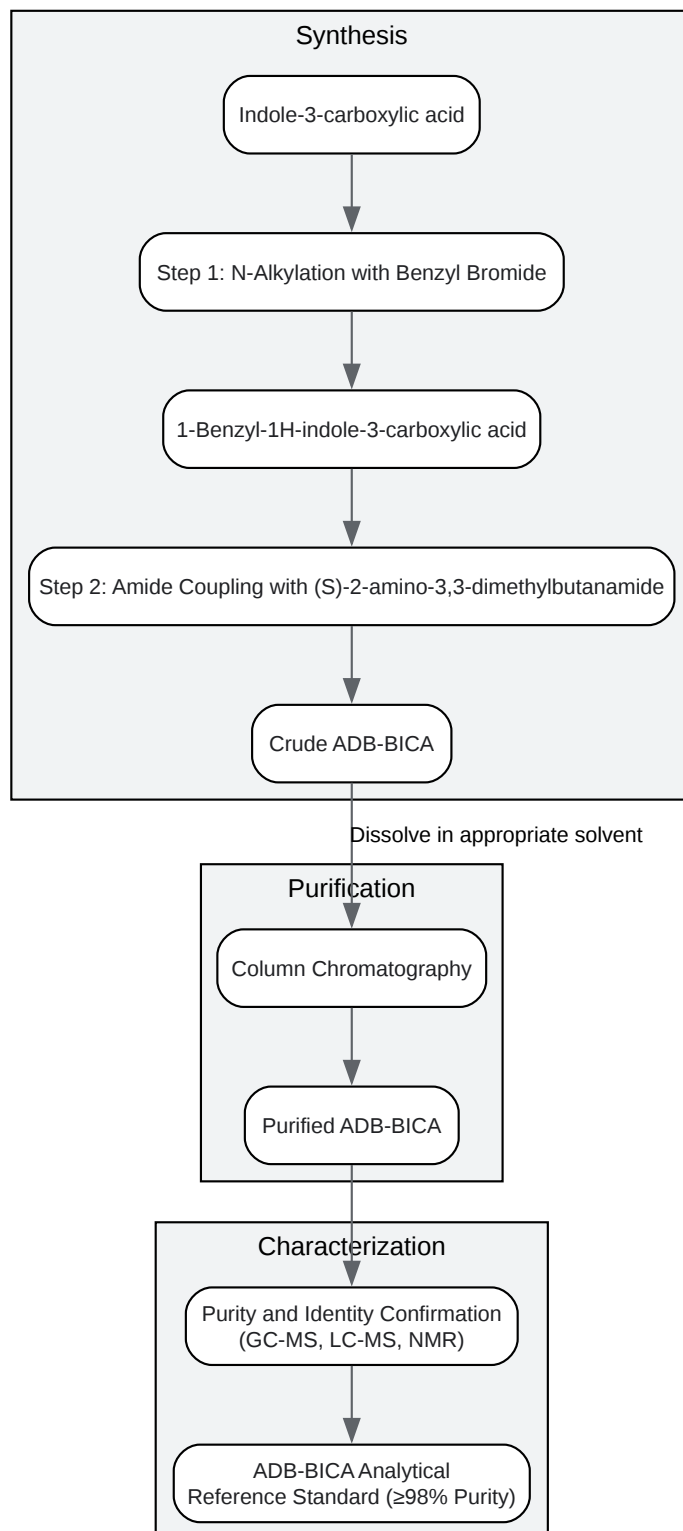 Synthesis
Indole-3-carboxylic acid
Step 1: N-Alkylation with Benzyl Bromide
1-Benzyl-1H-indole-3-carboxylic acid
Step 2: Amide Coupling with (S)-2-amino-3,3-dimethylbutanamide
Crude ADB-BICA
Dissolve in appropriate solvent
Purification
Column Chromatography
Purified ADB-BICA
Characterization
Purity and Identity Confirmation
(GC-MS, LC-MS, NMR)
ADB-BICA Analytical
Reference Standard (≥98% Purity)